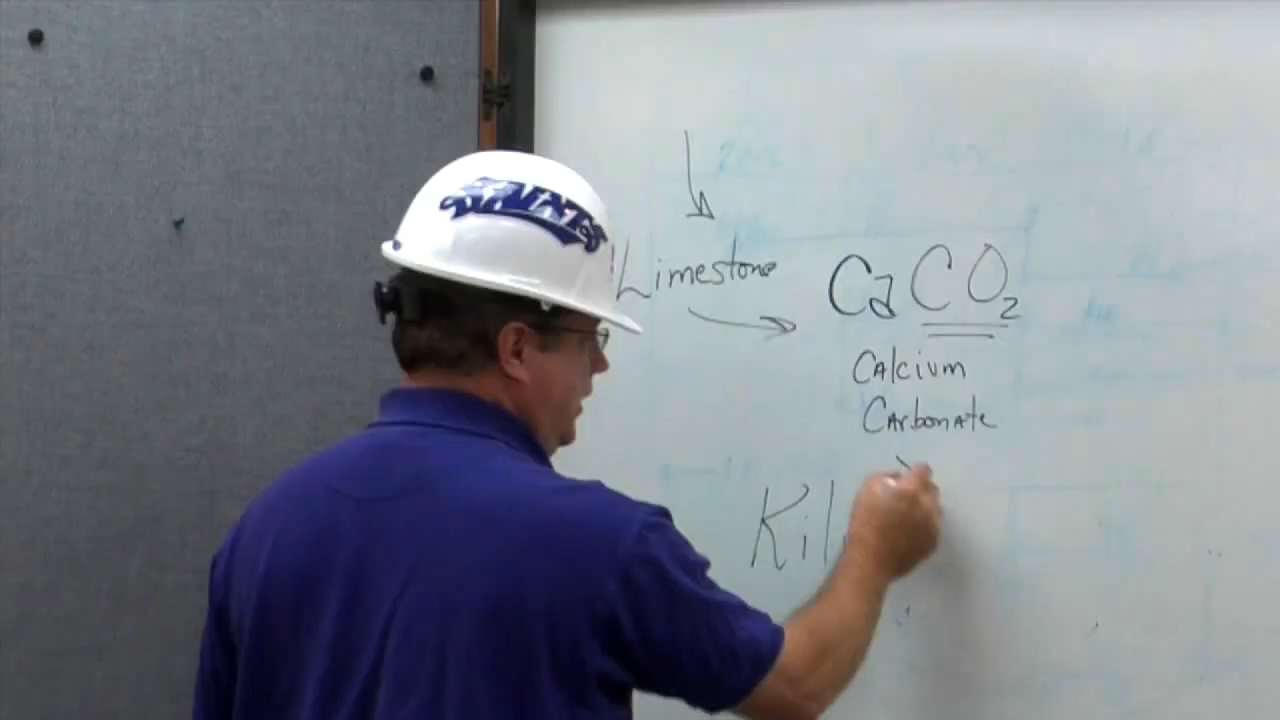 SAINTS
Limestone
CaCO₂
Calcium
Carbonate
Kil